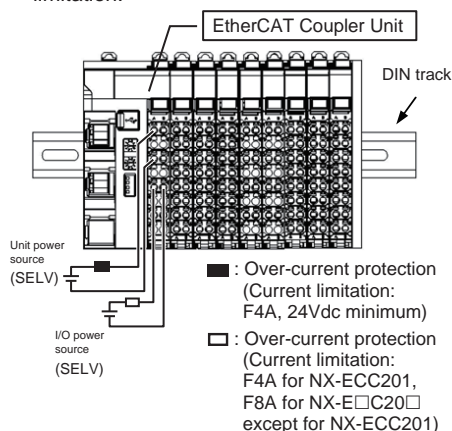 limitation.
EtherCAT Coupler Unit
DIN track
Unit power
source
(SELV)
I/O power
source
(SELV)
■ : Over-current protection
(Current limitation:
F4A, 24Vdc minimum)
□ : Over-current protection
(Current limitation:
F4A for NX-ECC201,
F8A for NX-E□C20□
except for NX-ECC201)